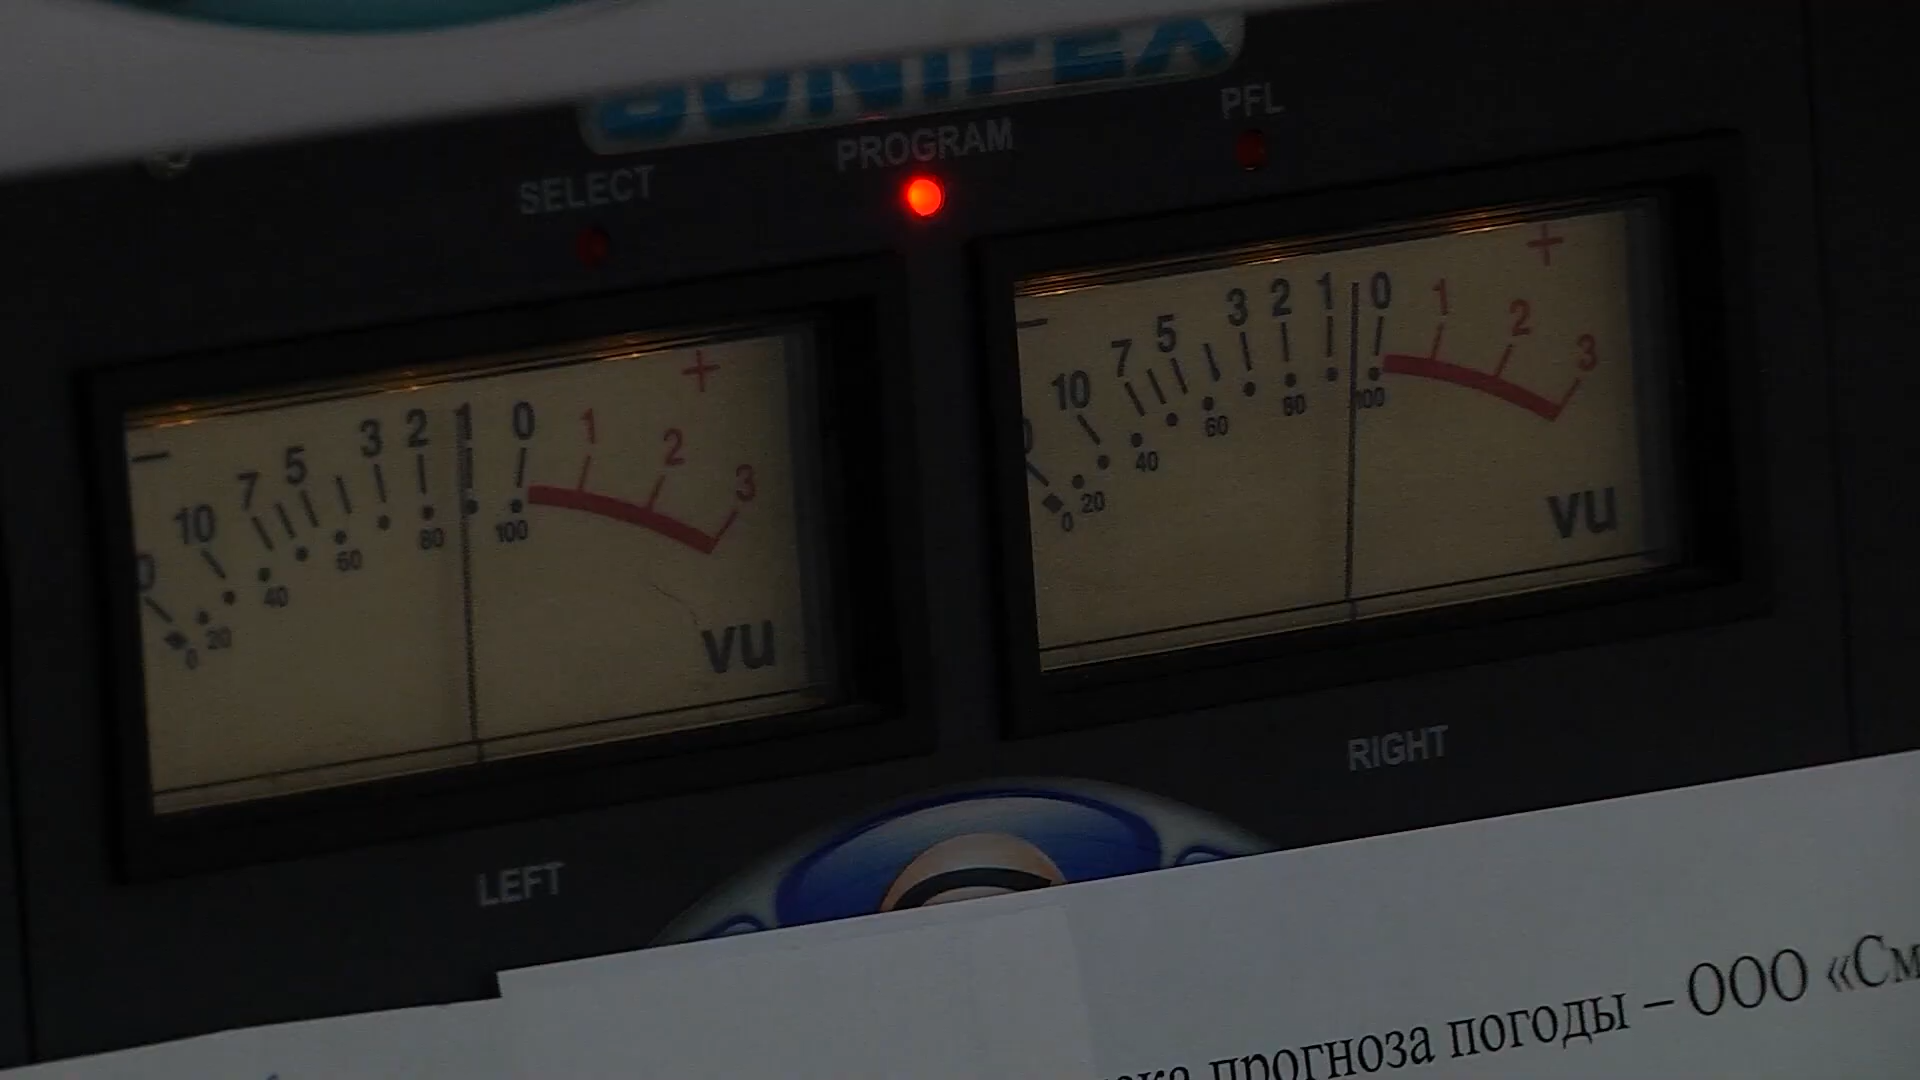 SONIFEX
PROGRAM
PFL
SELECT
− 10 7 5 3 2 1 0 1 2 3 +
0 20 40 60 80 100
VU
− 10 7 5 3 2 1 0 1 2 3 +
0 20 40 60 80 100
VU
LEFT
RIGHT
прогноза погоды – ООО «См